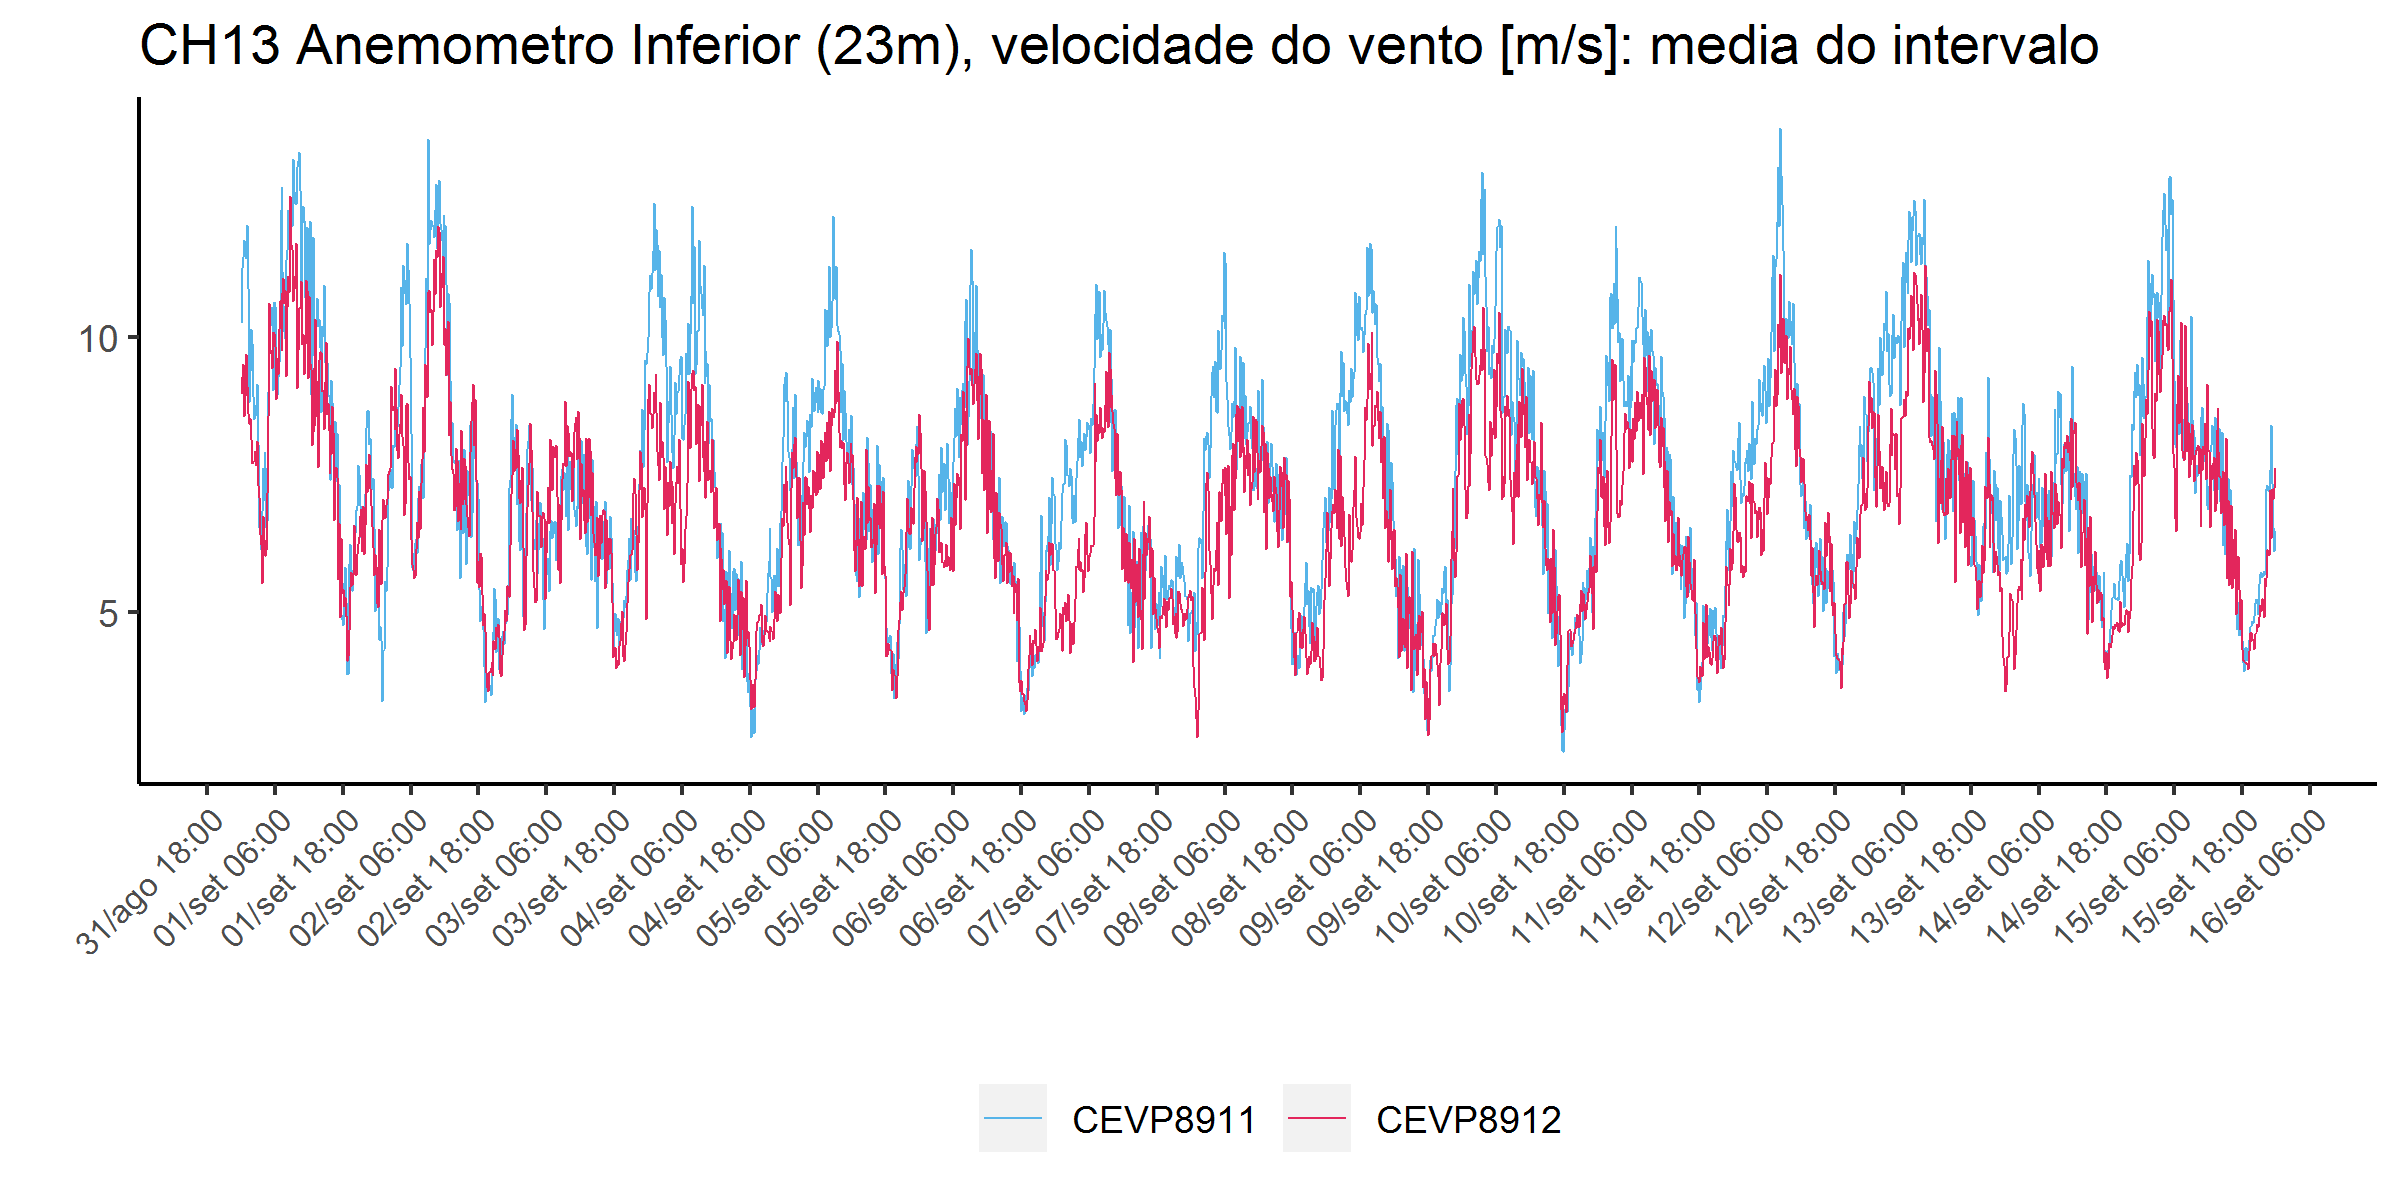 CH13 Anemometro Inferior (23m), velocidade do vento [m/s]: media do intervalo
10
5
31/ago 18:00
01/set 06:00
01/set 18:00
02/set 06:00
02/set 18:00
03/set 06:00
03/set 18:00
04/set 06:00
04/set 18:00
05/set 06:00
05/set 18:00
06/set 06:00
06/set 18:00
07/set 06:00
07/set 18:00
08/set 06:00
08/set 18:00
09/set 06:00
09/set 18:00
10/set 06:00
10/set 18:00
11/set 06:00
11/set 18:00
12/set 06:00
12/set 18:00
13/set 06:00
13/set 18:00
14/set 06:00
14/set 18:00
15/set 06:00
15/set 18:00
16/set 06:00
CEVP8911
CEVP8912